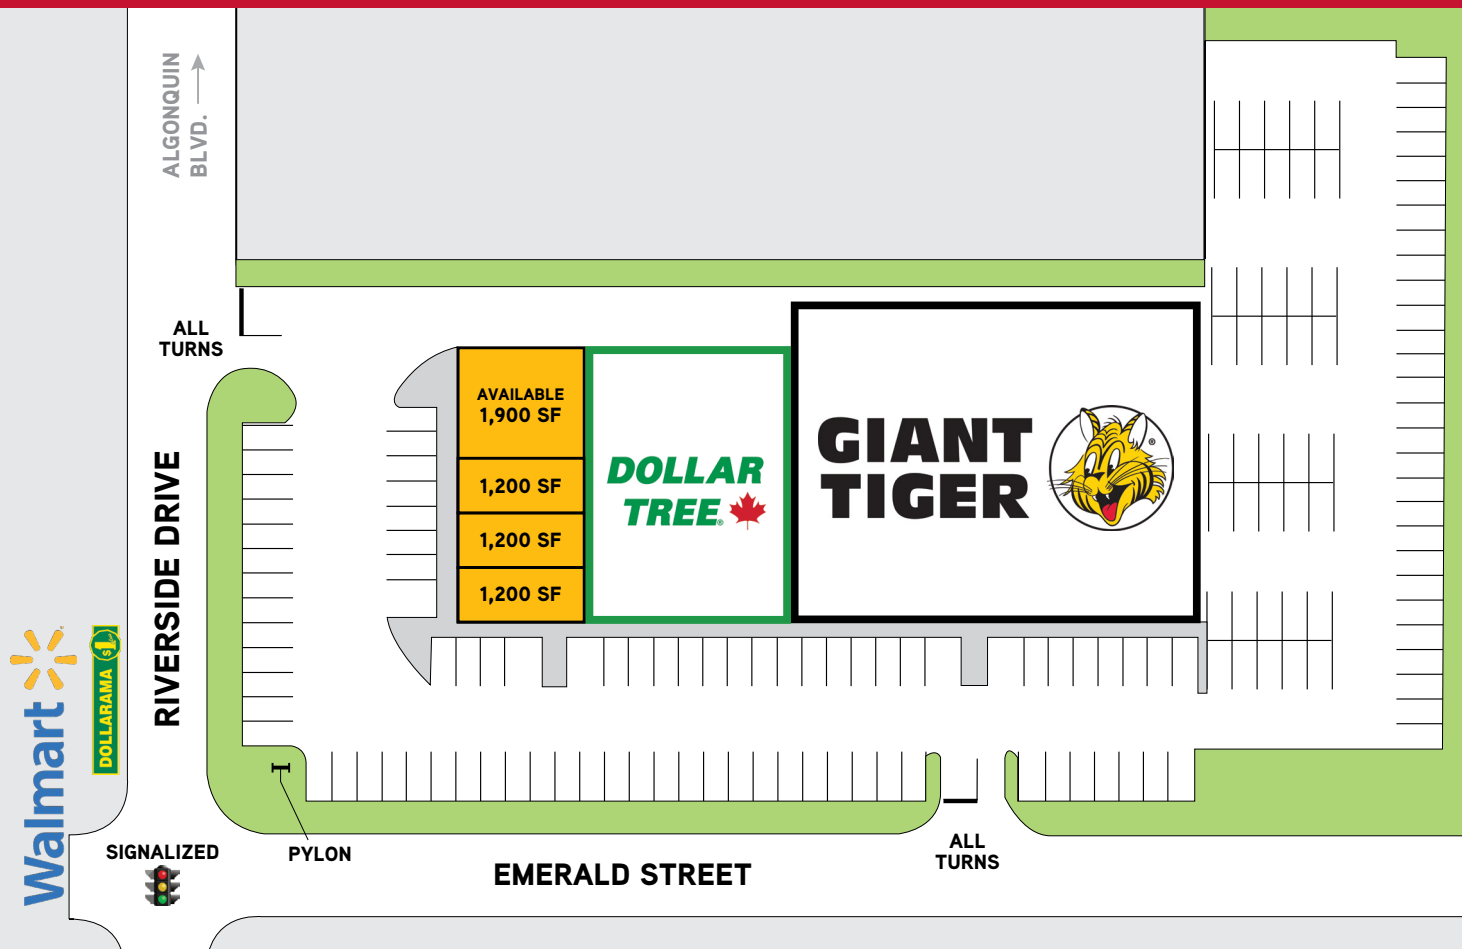 ALGONQUIN
BLVD.
ALL
TURNS
RIVERSIDE DRIVE
AVAILABLE
1,900 SF
1,200 SF
1,200 SF
1,200 SF
DOLLAR
TREE®
GIANT
TIGER
®
Walmart
DOLLARAMA $1
SIGNALIZED
PYLON
EMERALD STREET
ALL
TURNS